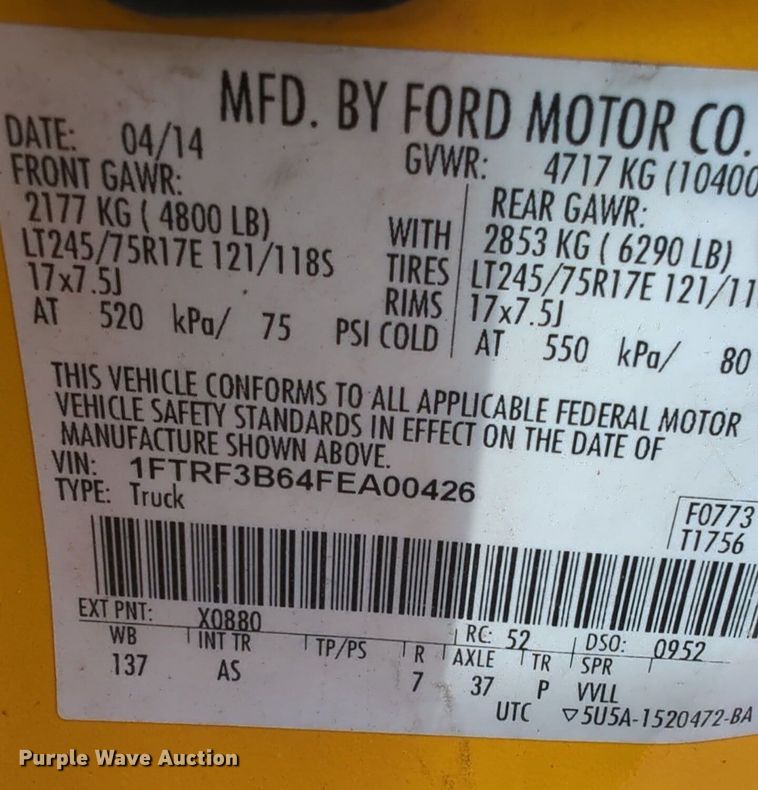 MFD. BY FORD MOTOR CO.
DATE: 04/14 GVWR: 4717 KG (10400
FRONT GAWR: REAR GAWR:
2177 KG ( 4800 LB) WITH 2853 KG ( 6290 LB)
LT245/75R17E 121/118S TIRES LT245/75R17E 121/11
17x7.5J RIMS 17x7.5J
AT 520 kPa/ 75 PSI COLD AT 550 kPa/ 80
THIS VEHICLE CONFORMS TO ALL APPLICABLE FEDERAL MOTOR
VEHICLE SAFETY STANDARDS IN EFFECT ON THE DATE OF
MANUFACTURE SHOWN ABOVE.
VIN: 1FTRF3B64FEA00426
TYPE: Truck
F0773
T1756
EXT PNT: X0880 RC: 52 DSO: 0952
WB INT TR TP/PS R AXLE TR SPR
137 AS 7 37 P VVLL
UTC ▽5U5A-1520472-BA
Purple Wave Auction